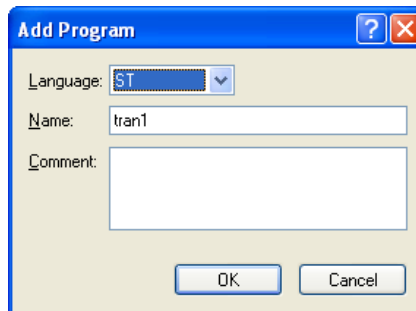 Add Program
Language: ST
Name: tran1
Comment:
OK Cancel